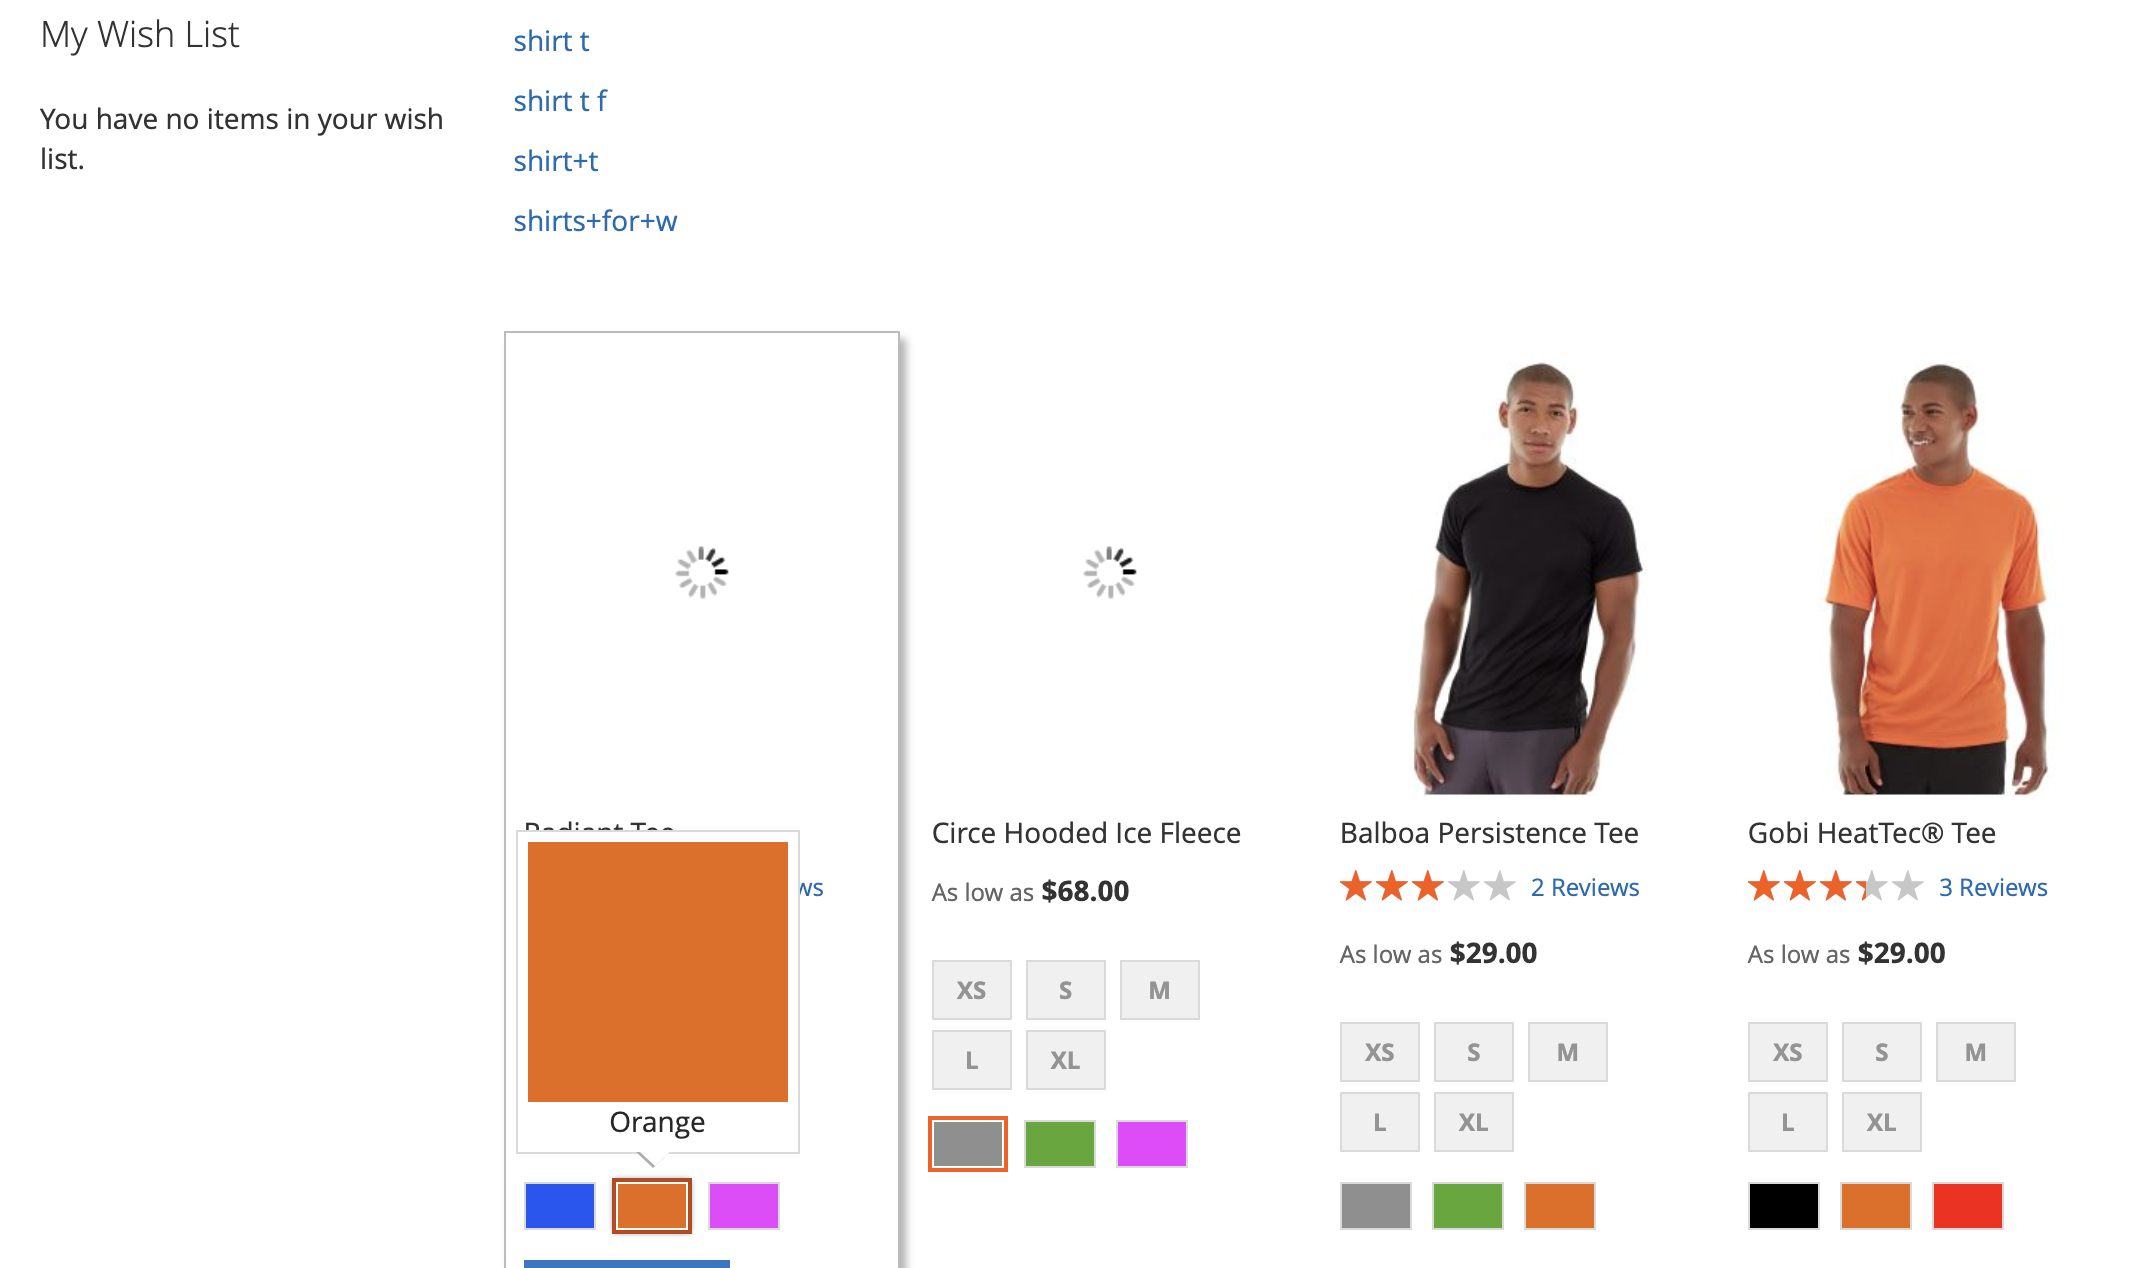 My Wish List
You have no items in your wish
list.
shirt t
shirt t f
shirt+t
shirts+for+w
Radiant Tee
ws
Orange
Circe Hooded Ice Fleece
As low as $68.00
XS S M
L XL
Balboa Persistence Tee
2 Reviews
As low as $29.00
XS S M
L XL
Gobi HeatTec® Tee
3 Reviews
As low as $29.00
XS S M
L XL